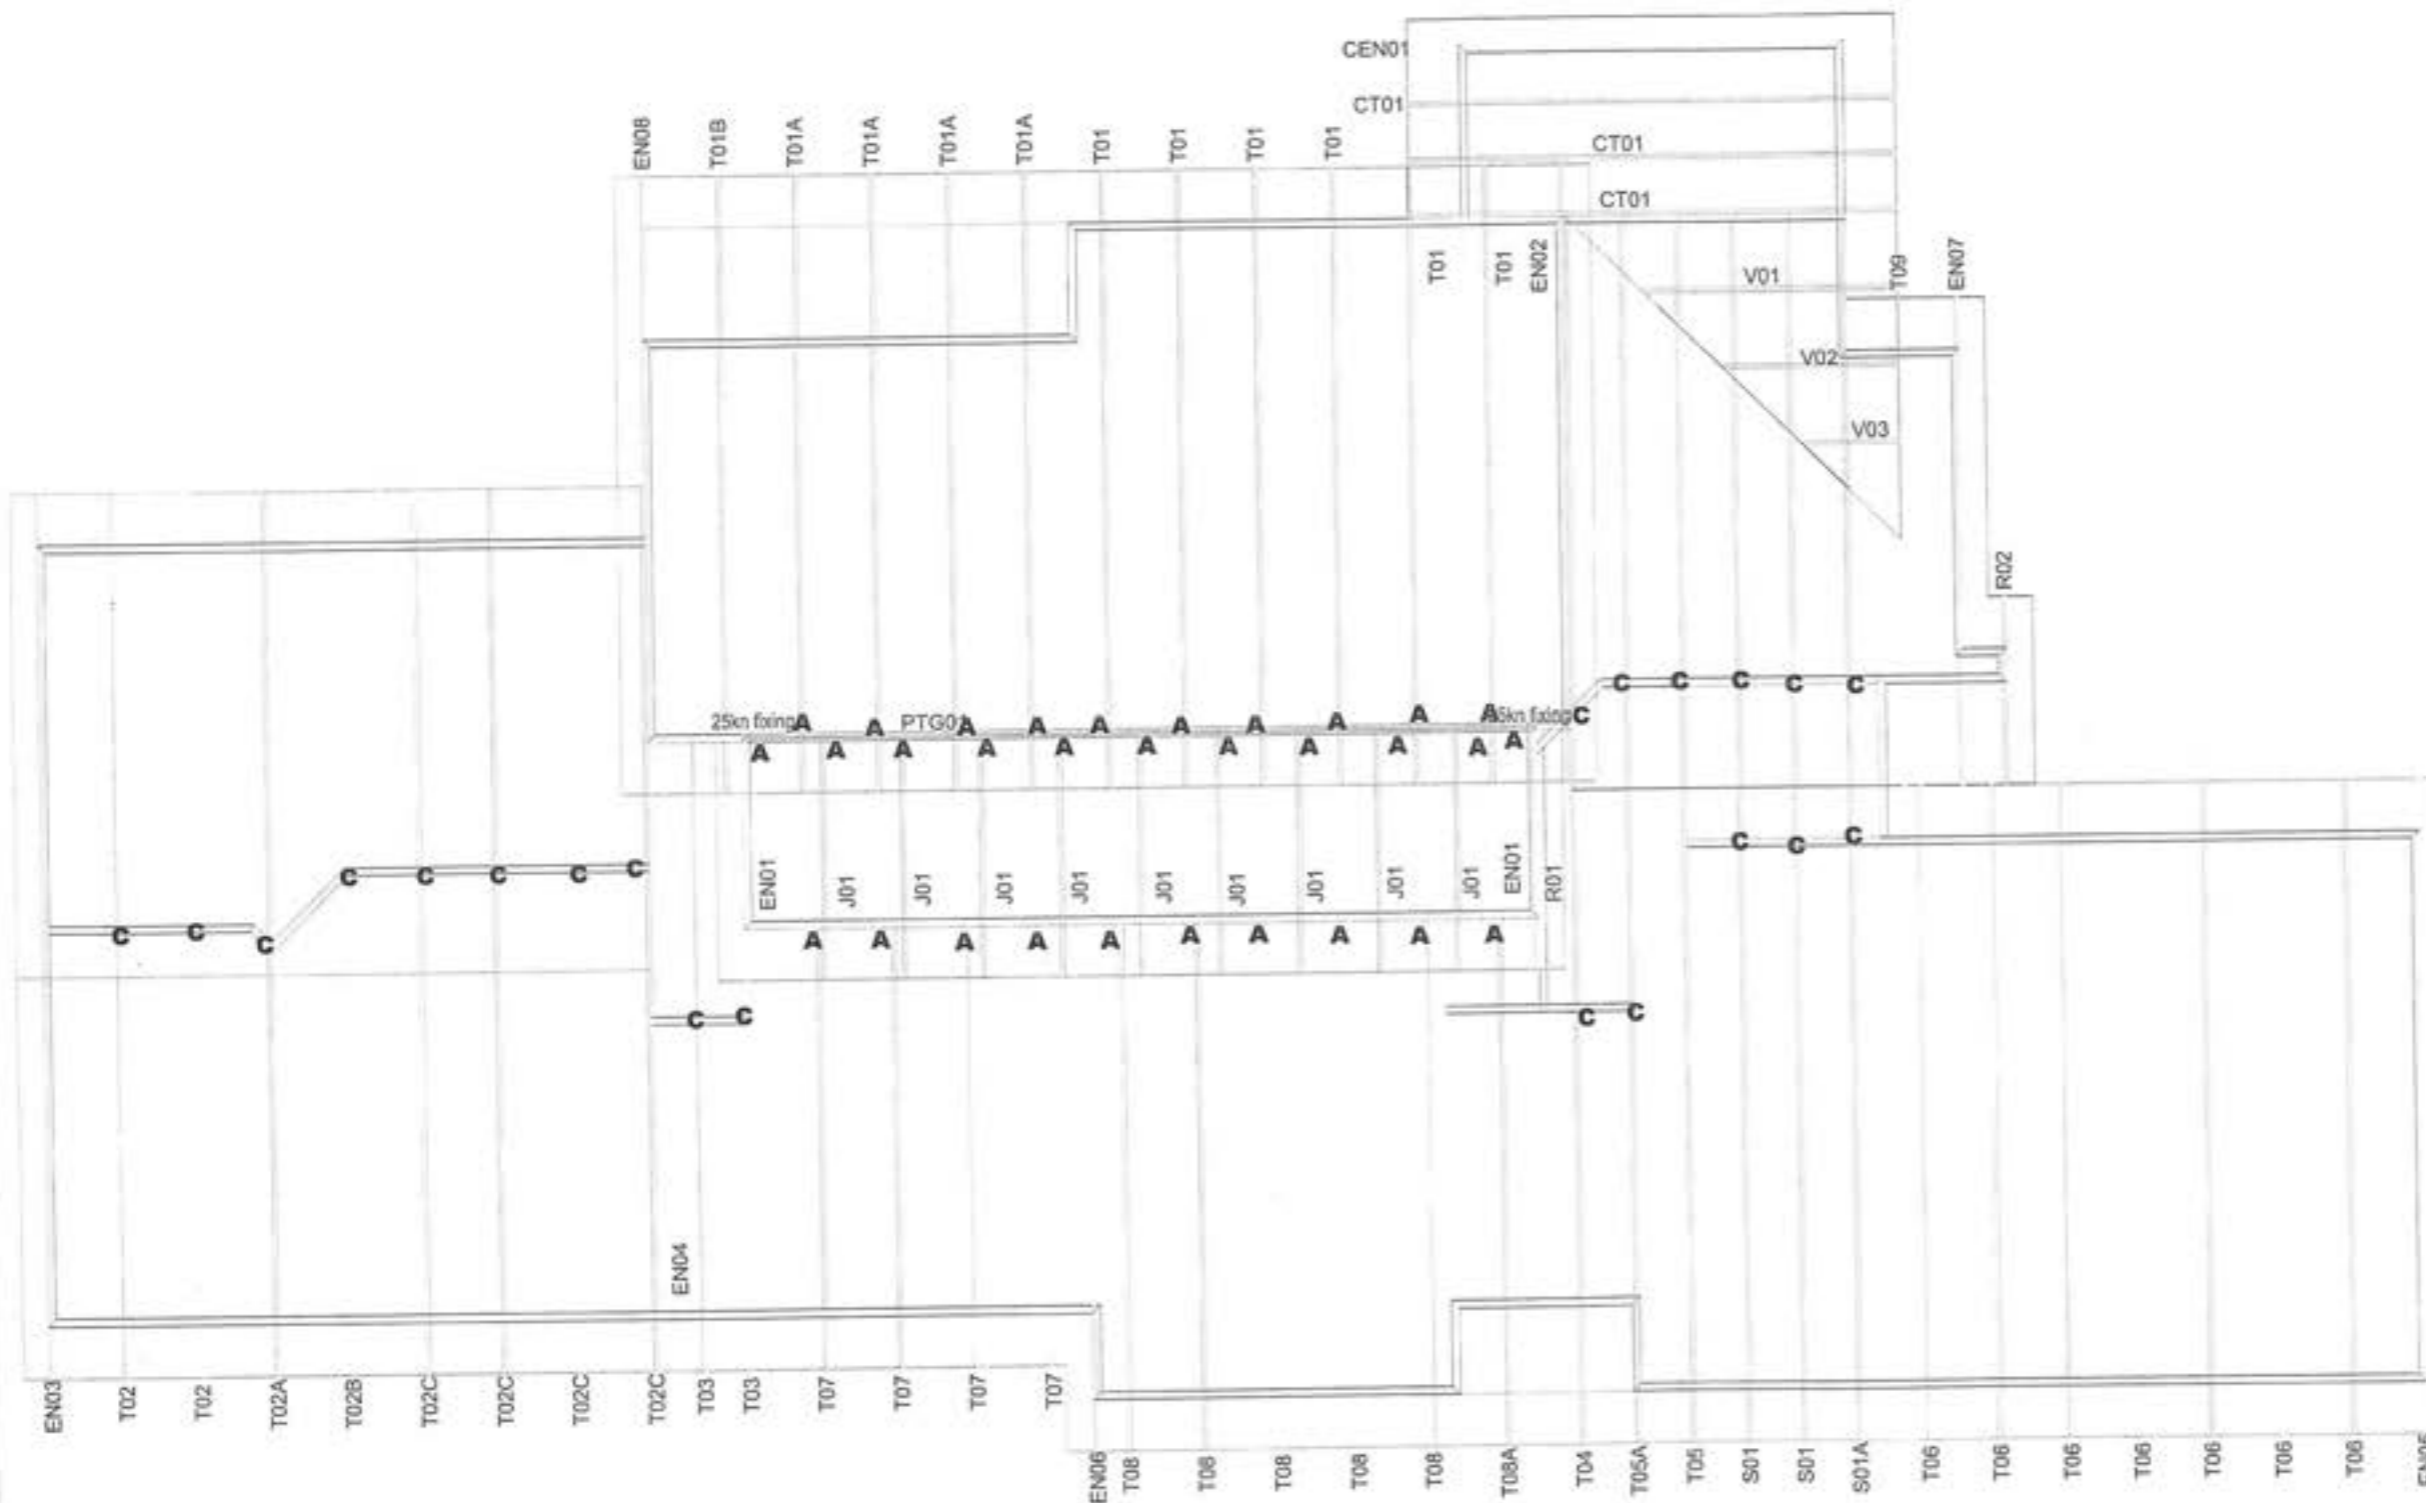 CEN01
CT01
CT01
CT01
EN08
T01B
T01A
T01A
T01A
T01A
T01
T01
T01
T01
T01
T01
EN02
V01
T09
EN07
V02
V03
R02
C C C C C
25kn fixing
A A
PTG01
A A A A A A A A
C
A A A A A A A A A A A
C C C
C C C C C
EN01
J01
J01
J01
J01
J01
J01
J01
J01
J01
EN01
R01
C C C
A A A A A A A A A A
C C
C C
EN04
EN03
T02
T02
T02A
T02B
T02C
T02C
T02C
T02C
T03
T03
T07
T07
T07
T07
EN06
T08
T08
T08
T08
T08
T08A
T04
T05A
T05
S01
S01
S01A
T06
T06
T06
T06
T06
T06
T06